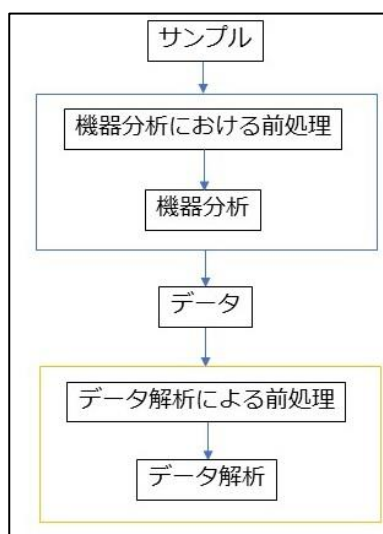 サンプル
機器分析における前処理
機器分析
データ
データ解析による前処理
データ解析